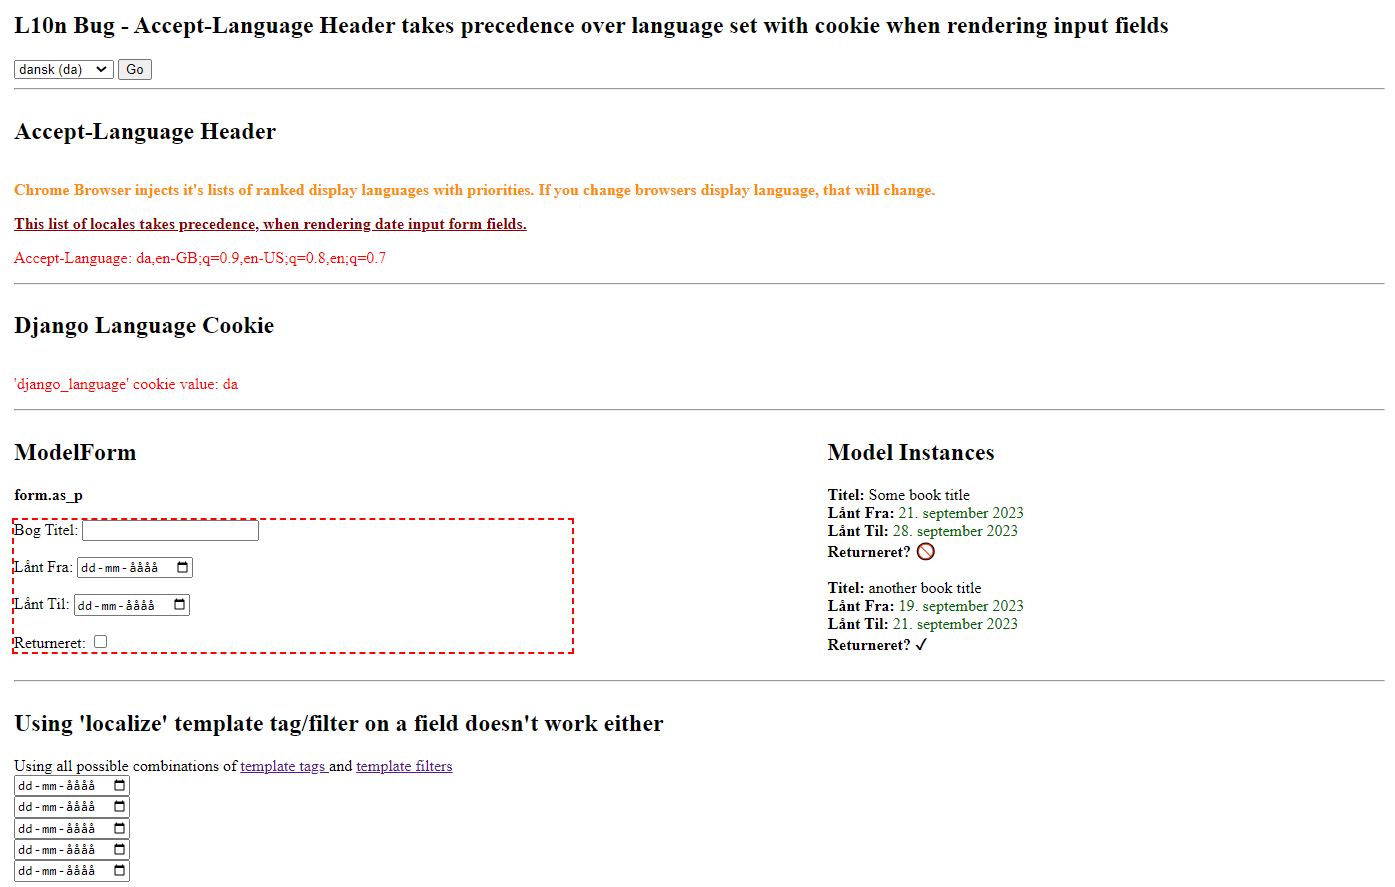 L10n Bug - Accept-Language Header takes precedence over language set with cookie when rendering input fields
dansk (da) Go
Accept-Language Header
Chrome Browser injects it's lists of ranked display languages with priorities. If you change browsers display language, that will change.
This list of locales takes precedence, when rendering date input form fields.
Accept-Language: da,en-GB;q=0.9,en-US;q=0.8,en;q=0.7
Django Language Cookie
'django_language' cookie value: da
ModelForm
form.as_p
Bog Titel:
Lånt Fra: dd-mm-åååå
Lånt Til: dd-mm-åååå
Returneret:
Model Instances
Titel: Some book title
Lånt Fra: 21. september 2023
Lånt Til: 28. september 2023
Returneret? 🚫
Titel: another book title
Lånt Fra: 19. september 2023
Lånt Til: 21. september 2023
Returneret? ✓
Using 'localize' template tag/filter on a field doesn't work either
Using all possible combinations of template tags and template filters
dd-mm-åååå
dd-mm-åååå
dd-mm-åååå
dd-mm-åååå
dd-mm-åååå